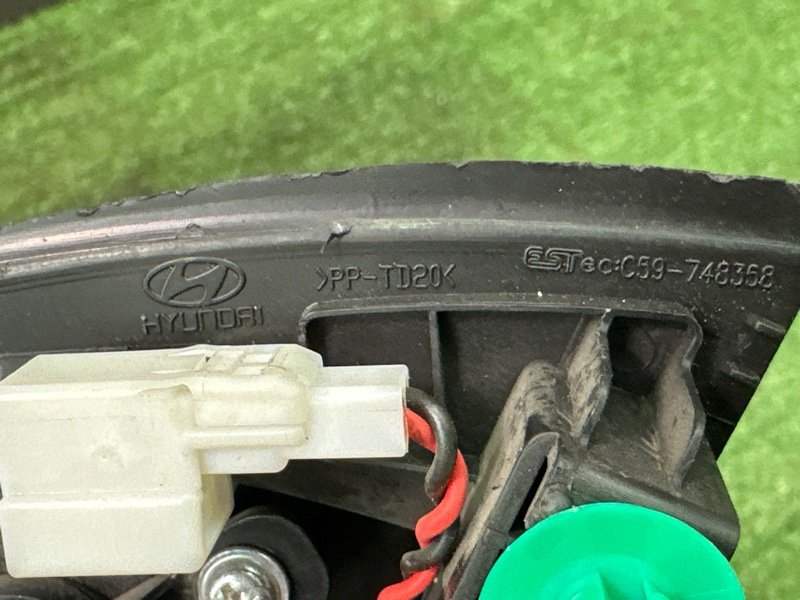 HYUNDAI
>PP-TD20<
ESTec C59-748358